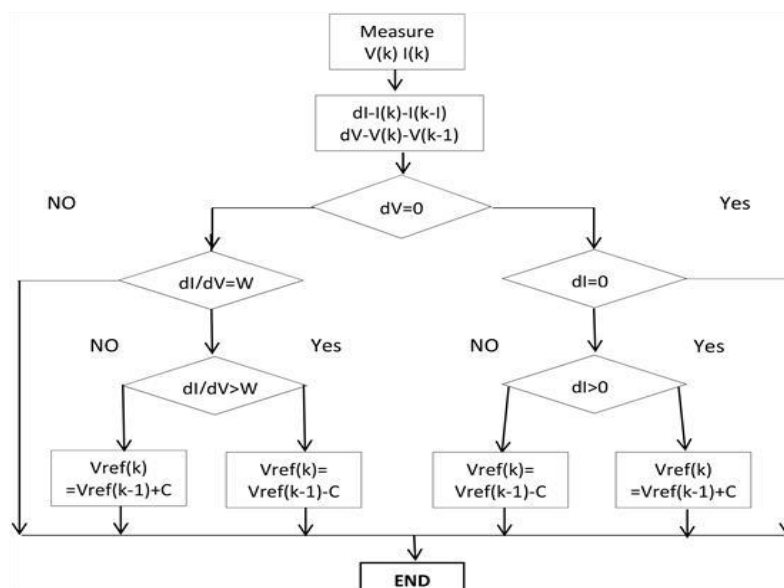 Measure
V(k) I(k)
dI-I(k)-I(k-I)
dV-V(k)-V(k-1)
NO
dV=0
Yes
dI/dV=W
dI=0
NO
Yes
NO
Yes
dI/dV>W
dI>0
Vref(k)
=Vref(k-1)+C
Vref(k)=
Vref(k-1)-C
Vref(k)=
Vref(k-1)-C
Vref(k)
=Vref(k-1)+C
END